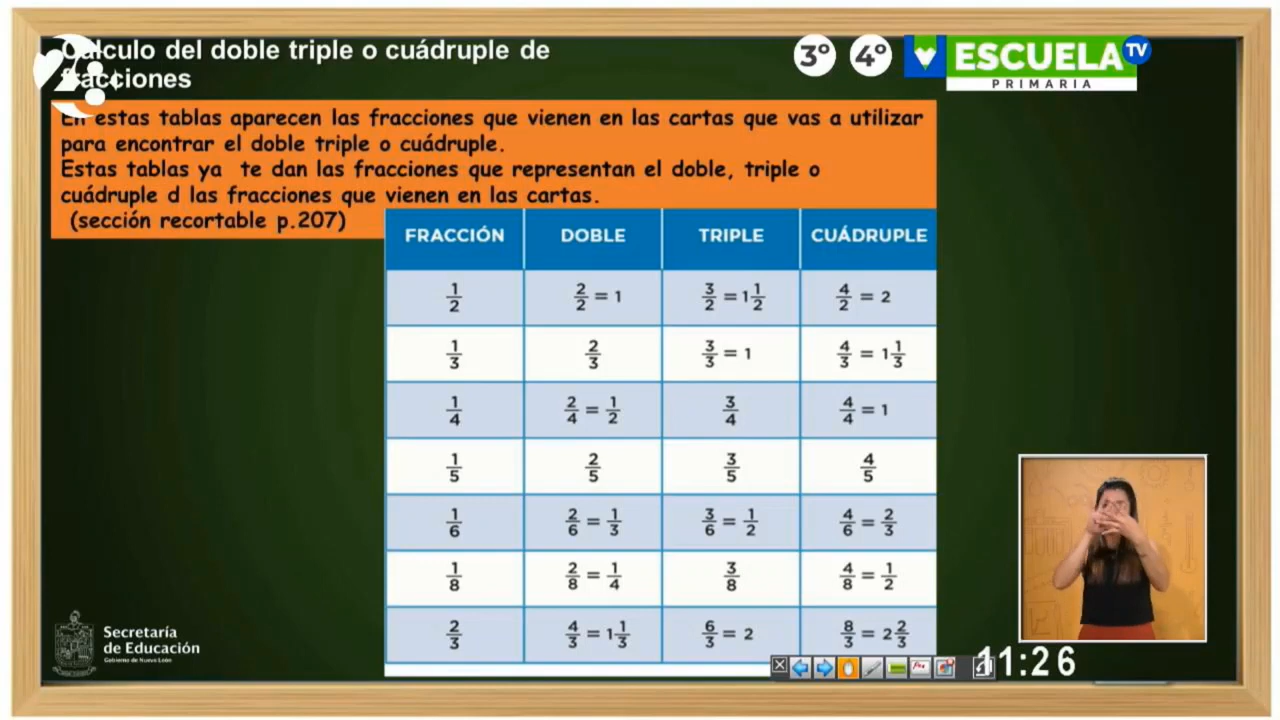 Cálculo del doble triple o cuádruple de
fracciones
3º 4º ESCUELA TV
PRIMARIA
En estas tablas aparecen las fracciones que vienen en las cartas que vas a utilizar
para encontrar el doble triple o cuádruple.
Estas tablas ya te dan las fracciones que representan el doble, triple o
cuádruple d las fracciones que vienen en las cartas.
(sección recortable p.207)
FRACCIÓN DOBLE TRIPLE CUÁDRUPLE
1/2 2/2 = 1 3/2 = 1 1/2 4/2 = 2
1/3 2/3 3/3 = 1 4/3 = 1 1/3
1/4 2/4 = 1/2 3/4 4/4 = 1
1/5 2/5 3/5 4/5
1/6 2/6 = 1/3 3/6 = 1/2 4/6 = 2/3
1/8 2/8 = 1/4 3/8 4/8 = 1/2
2/3 4/3 = 1 1/3 6/3 = 2 8/3 = 2 2/3
Secretaría
de Educación
Gobierno de Nuevo León
11:26